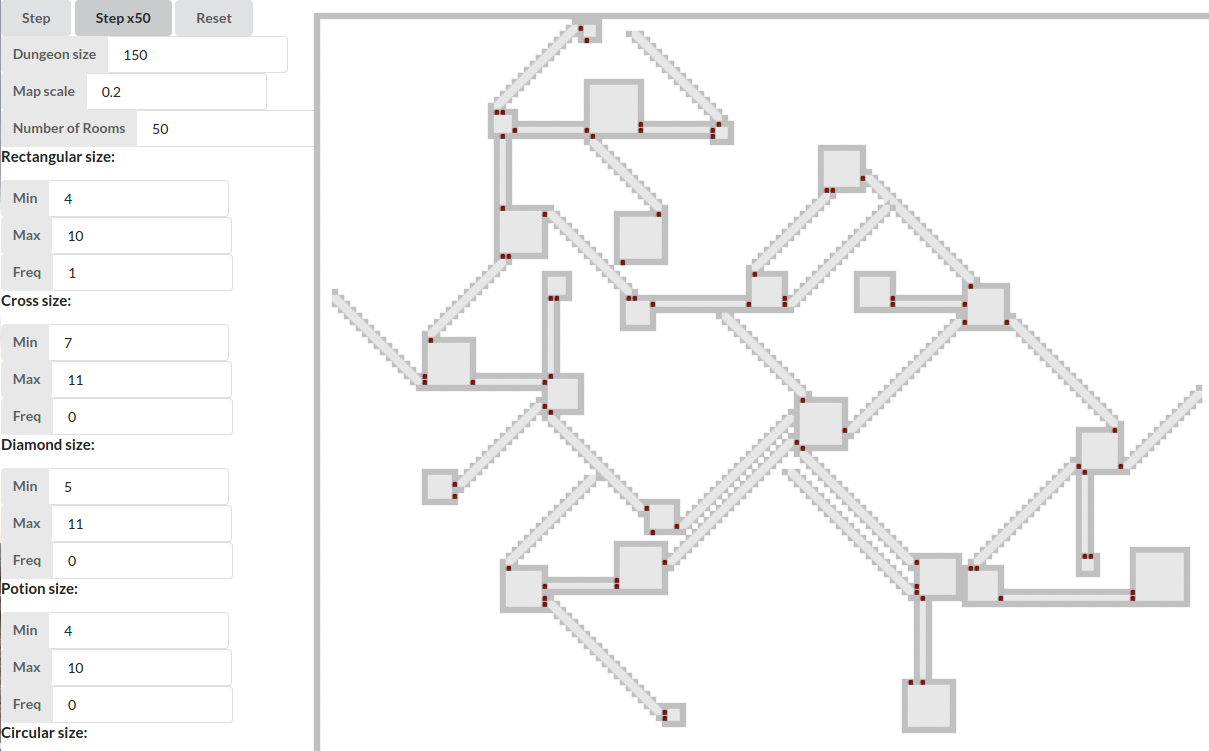 Step Step x50 Reset
Dungeon size 150
Map scale 0.2
Number of Rooms 50
Rectangular size:
Min 4
Max 10
Freq 1
Cross size:
Min 7
Max 11
Freq 0
Diamond size:
Min 5
Max 11
Freq 0
Potion size:
Min 4
Max 10
Freq 0
Circular size: